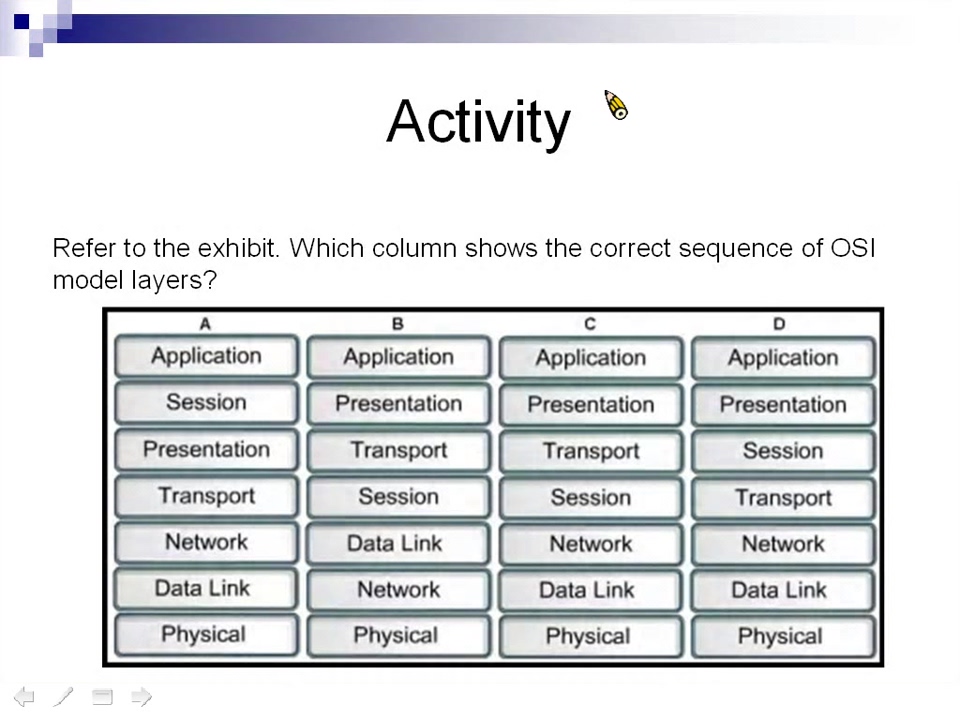 Activity
Refer to the exhibit. Which column shows the correct sequence of OSI
model layers?
A B C D
Application Application Application Application
Session Presentation Presentation Presentation
Presentation Transport Transport Session
Transport Session Session Transport
Network Data Link Network Network
Data Link Network Data Link Data Link
Physical Physical Physical Physical